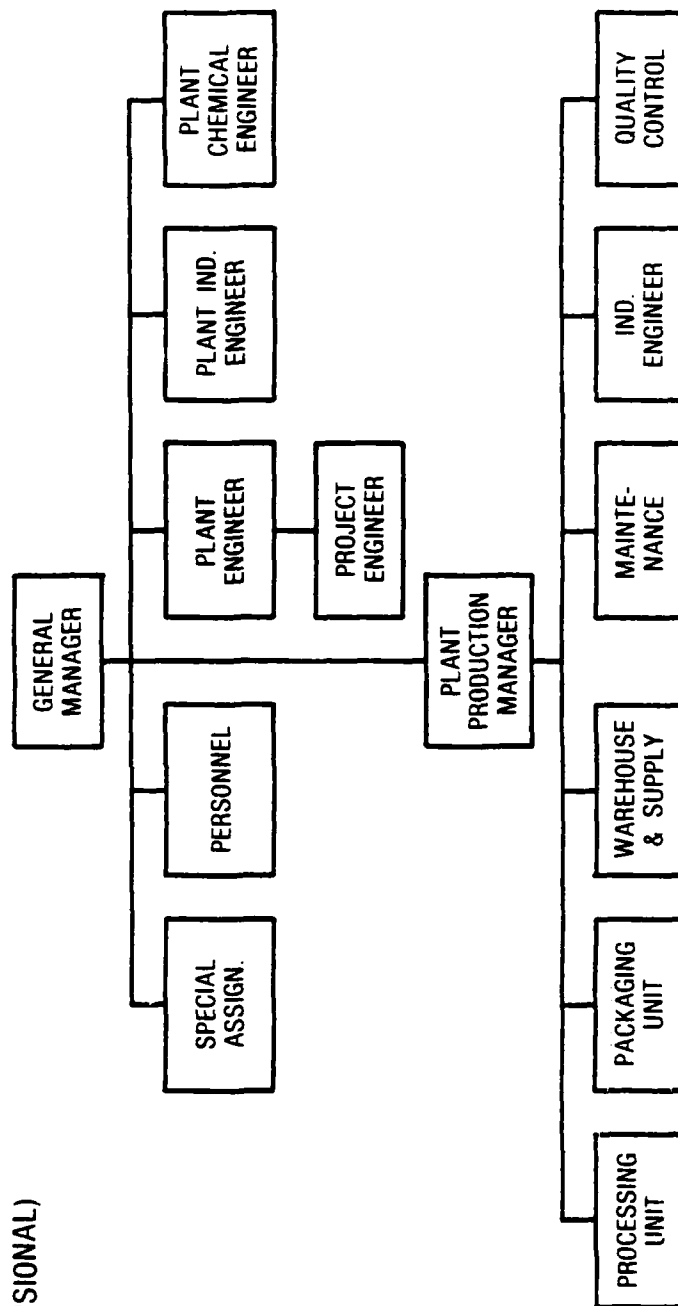 SIONAL)
GENERAL
MANAGER
SPECIAL
ASSIGN.
PERSONNEL
PLANT
ENGINEER
PLANT IND.
ENGINEER
PLANT
CHEMICAL
ENGINEER
PROJECT
ENGINEER
PLANT
PRODUCTION
MANAGER
PROCESSING
UNIT
PACKAGING
UNIT
WAREHOUSE
& SUPPLY
MAINTE-
NANCE
IND.
ENGINEER
QUALITY
CONTROL